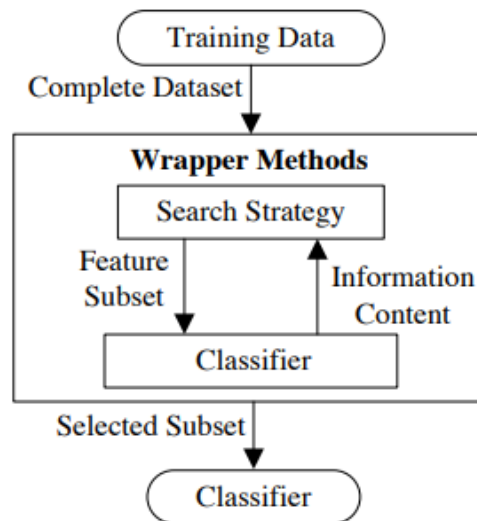 Training Data
Complete Dataset
Wrapper Methods
Search Strategy
Feature
Subset
Information
Content
Classifier
Selected Subset
Classifier